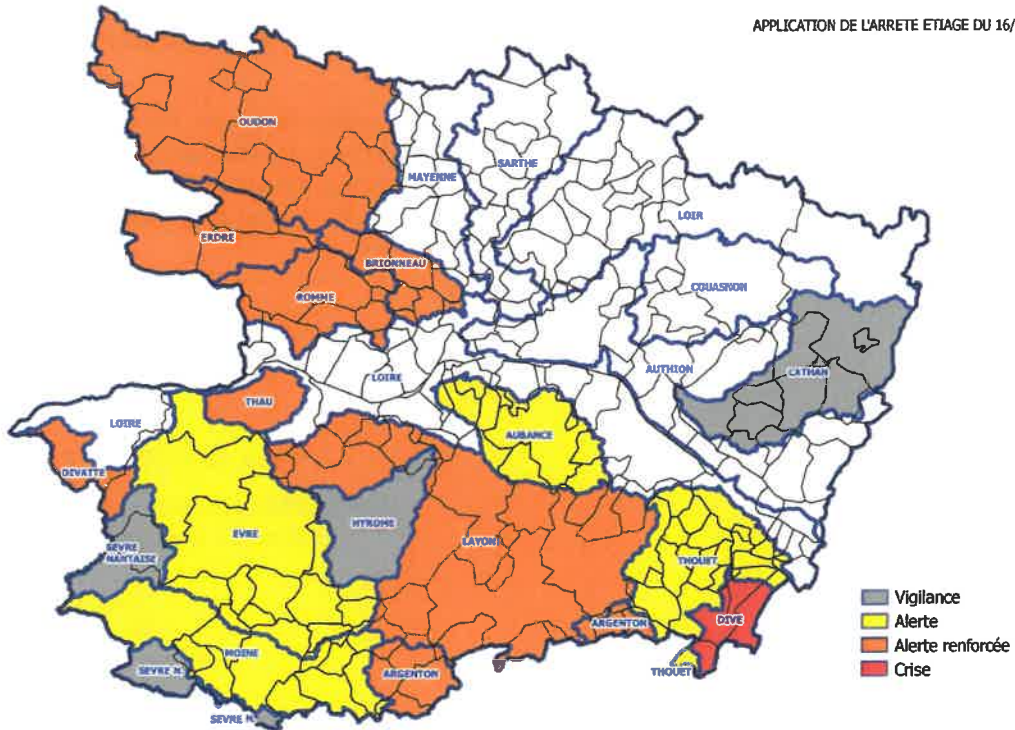 APPLICATION DE L'ARRETE ETIAGE DU 16/
OUDON
MAYENNE
SARTHE
LOIR
ERDRE
BRIONNEAU
ROMME
COUASNON
LOIRE
AUTHION
LATHAN
THAU
LOIRE
AUBANCE
DIVATTE
HYROME
EVRE
LAYON
SEVRE
NANTAISE
THOUET
ARGENTON
DIVE
MOINE
SEVRE N.
ARGENTON
THOUET
SEVRE N.
Vigilance
Alerte
Alerte renforcée
Crise